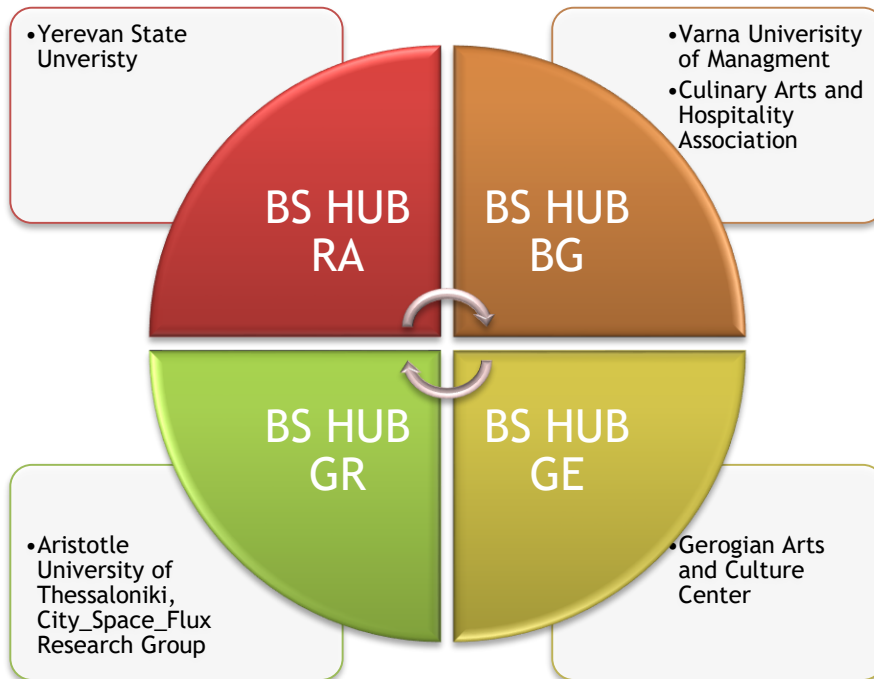 •Yerevan State
Unveristy
•Varna Univerisity
of Managment
•Culinary Arts and
Hospitality
Association
BS HUB
RA
BS HUB
BG
BS HUB
GR
BS HUB
GE
•Aristotle
University of
Thessaloniki,
City_Space_Flux
Research Group
•Gerogian Arts
and Culture
Center